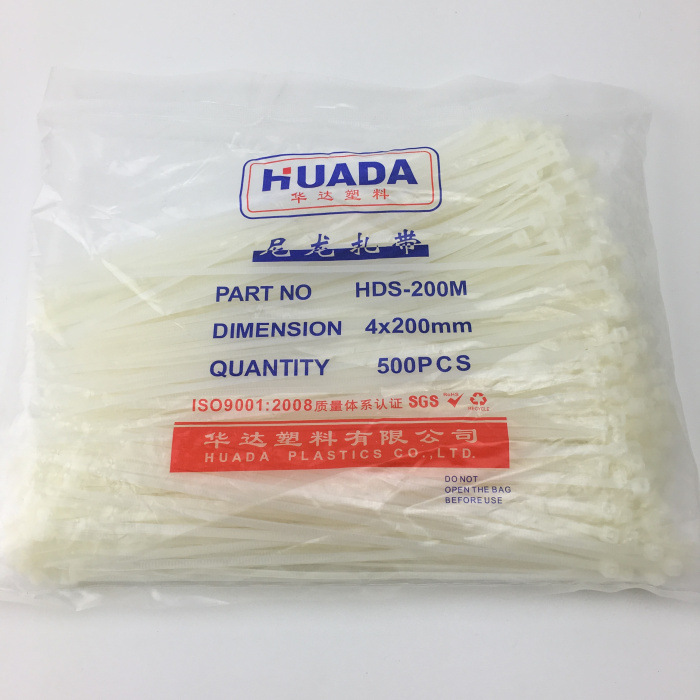 HUADA
华达塑料
尼龙扎带
PART NO HDS-200M
DIMENSION 4x200mm
QUANTITY 500PCS
ISO9001:2008质量体系认证 SGS RoHS RECYCLE
华达塑料有限公司
HUADA PLASTICS CO.,LTD.
DO NOT
OPEN THE BAG
BEFORE USE